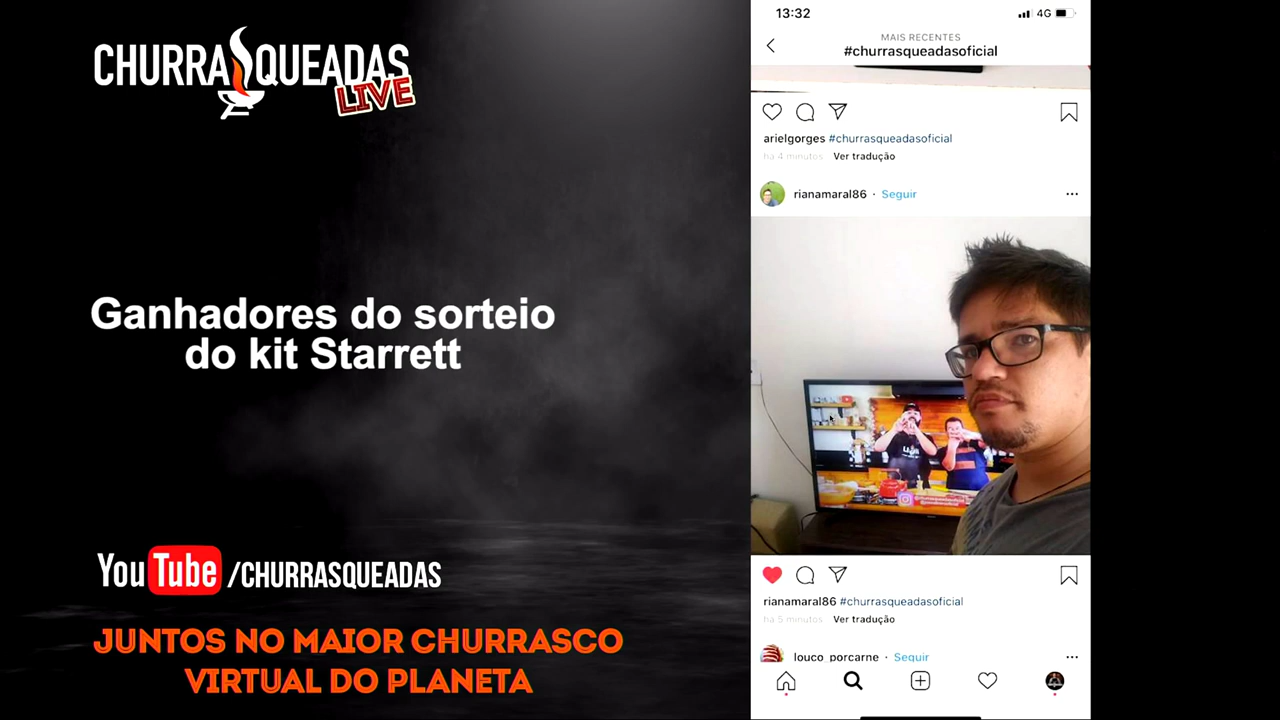 CHURRASQUEADAS
LIVE
Ganhadores do sorteio
do kit Starrett
YouTube /CHURRASQUEADAS
JUNTOS NO MAIOR CHURRASCO
VIRTUAL DO PLANETA
13:32
4G
MAIS RECENTES
#churrasqueadasoficial
arielgorges #churrasqueadasoficial
há 4 minutos Ver tradução
rianamaral86 · Seguir
rianamaral86 #churrasqueadasoficial
há 5 minutos Ver tradução
louco_porcarne · Seguir